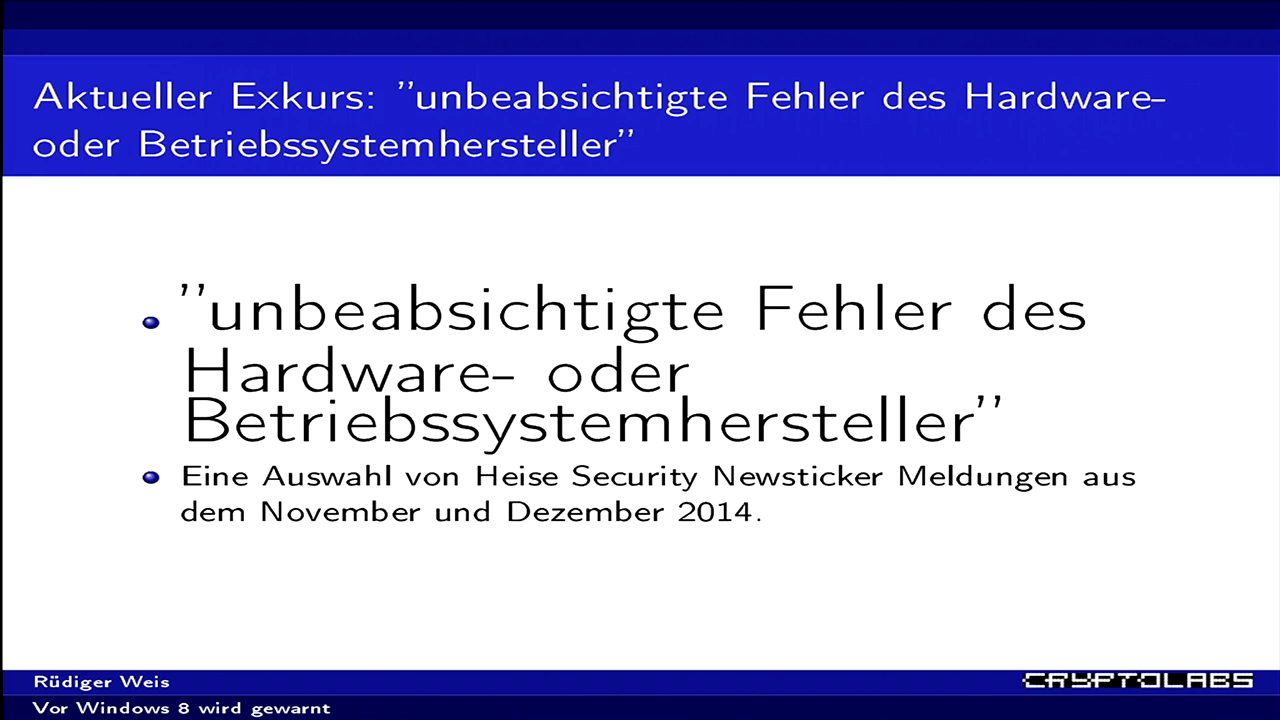 Aktueller Exkurs: ”unbeabsichtigte Fehler des Hardware-
oder Betriebssystemhersteller”
”unbeabsichtigte Fehler des
Hardware- oder
Betriebssystemhersteller”
Eine Auswahl von Heise Security Newsticker Meldungen aus
dem November und Dezember 2014.
Rüdiger Weis
CRYPTOLABS
Vor Windows 8 wird gewarnt